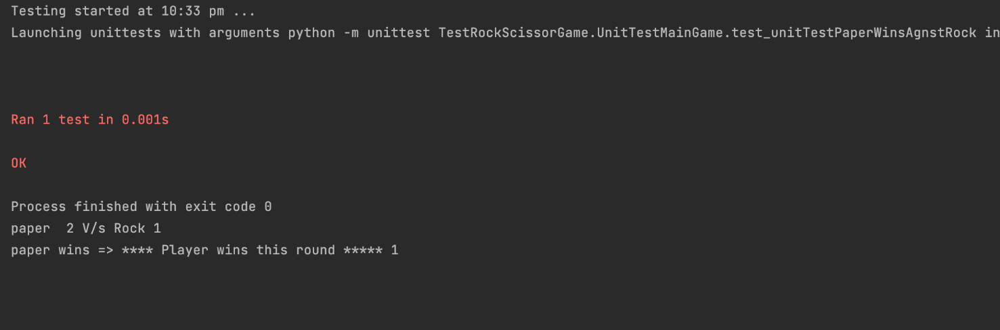 Testing started at 10:33 pm ...
Launching unittests with arguments python -m unittest TestRockScissorGame.UnitTestMainGame.test_unitTestPaperWinsAgnstRock in
Ran 1 test in 0.001s
OK
Process finished with exit code 0
paper  2 V/s Rock 1
paper wins => **** Player wins this round ***** 1